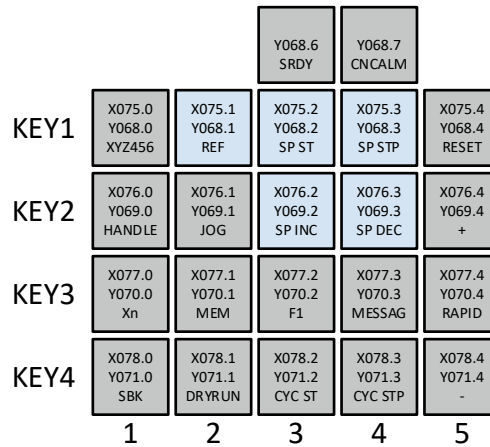 Y068.6
SRDY
Y068.7
CNCALM
KEY1
X075.0
Y068.0
XYZ456
X075.1
Y068.1
REF
X075.2
Y068.2
SP ST
X075.3
Y068.3
SP STP
X075.4
Y068.4
RESET
KEY2
X076.0
Y069.0
HANDLE
X076.1
Y069.1
JOG
X076.2
Y069.2
SP INC
X076.3
Y069.3
SP DEC
X076.4
Y069.4
+
KEY3
X077.0
Y070.0
Xn
X077.1
Y070.1
MEM
X077.2
Y070.2
F1
X077.3
Y070.3
MESSAG
X077.4
Y070.4
RAPID
KEY4
X078.0
Y071.0
SBK
X078.1
Y071.1
DRYRUN
X078.2
Y071.2
CYC ST
X078.3
Y071.3
CYC STP
X078.4
Y071.4
-
1 2 3 4 5